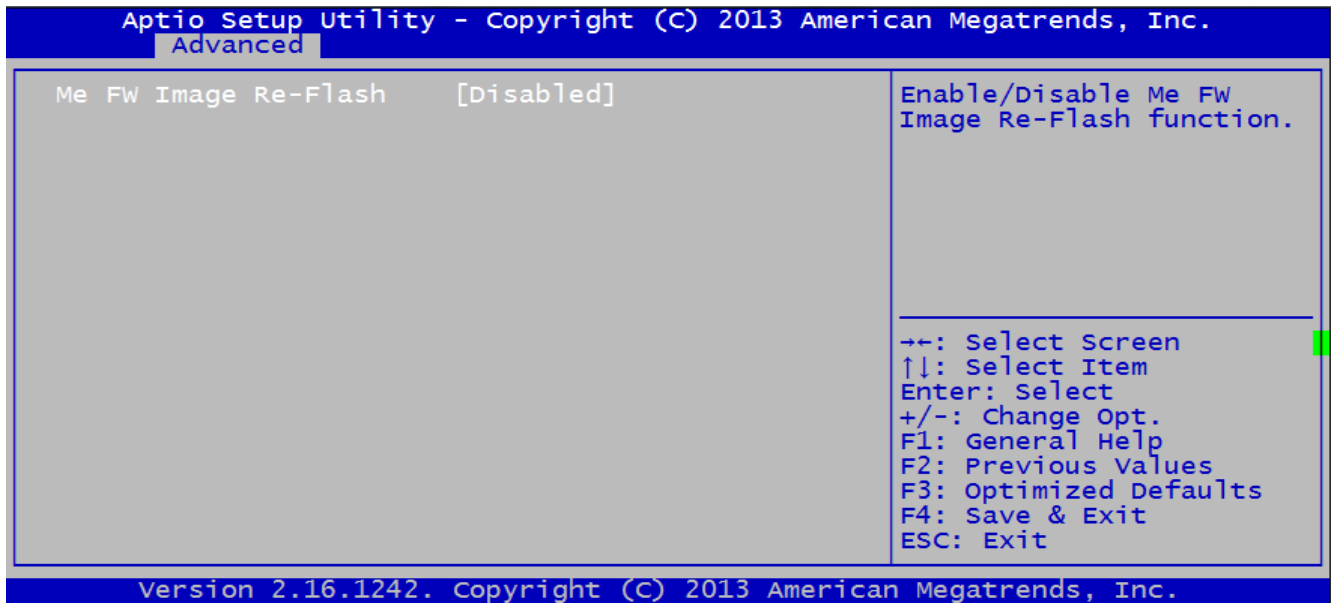 Aptio Setup Utility - Copyright (C) 2013 American Megatrends, Inc.
Advanced
Me FW Image Re-Flash [Disabled]
Enable/Disable Me FW
Image Re-Flash function.
→←: Select Screen
↑↓: Select Item
Enter: Select
+/-: Change Opt.
F1: General Help
F2: Previous Values
F3: Optimized Defaults
F4: Save & Exit
ESC: Exit
Version 2.16.1242. Copyright (C) 2013 American Megatrends, Inc.